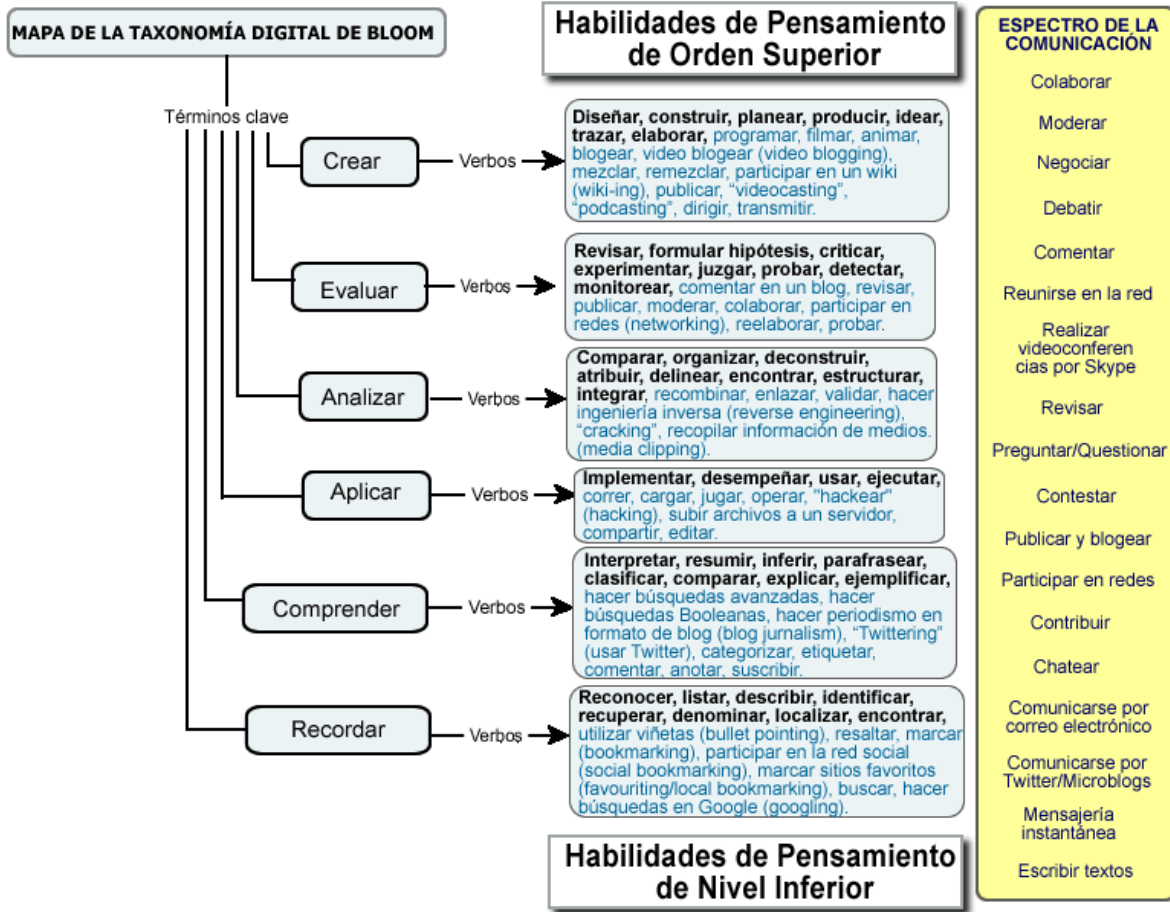 MAPA DE LA TAXONOMÍA DIGITAL DE BLOOM
Habilidades de Pensamiento
de Orden Superior
Términos clave
Crear
Verbos
Diseñar, construir, planear, producir, idear,
trazar, elaborar, programar, filmar, animar,
blogear, video blogear (video blogging),
mezclar, remezclar, participar en un wiki
(wiki-ing), publicar, “videocasting”,
“podcasting”, dirigir, transmitir.
Evaluar
Verbos
Revisar, formular hipótesis, criticar,
experimentar, juzgar, probar, detectar,
monitorear, comentar en un blog, revisar,
publicar, moderar, colaborar, participar en
redes (networking), reelaborar, probar.
Analizar
Verbos
Comparar, organizar, deconstruir,
atribuir, delinear, encontrar, estructurar,
integrar, recombinar, enlazar, validar, hacer
ingeniería inversa (reverse engineering),
“cracking”, recopilar información de medios.
(media clipping).
Aplicar
Verbos
Implementar, desempeñar, usar, ejecutar,
correr, cargar, jugar, operar, "hackear"
(hacking), subir archivos a un servidor,
compartir, editar.
Comprender
Verbos
Interpretar, resumir, inferir, parafrasear,
clasificar, comparar, explicar, ejemplificar,
hacer búsquedas avanzadas, hacer
búsquedas Booleanas, hacer periodismo en
formato de blog (blog jurnalism), “Twittering”
(usar Twitter), categorizar, etiquetar,
comentar, anotar, suscribir.
Recordar
Verbos
Reconocer, listar, describir, identificar,
recuperar, denominar, localizar, encontrar,
utilizar viñetas (bullet pointing), resaltar, marcar
(bookmarking), participar en la red social
(social bookmarking), marcar sitios favoritos
(favouriting/local bookmarking), buscar, hacer
búsquedas en Google (googling).
Habilidades de Pensamiento
de Nivel Inferior
ESPECTRO DE LA
COMUNICACIÓN
Colaborar
Moderar
Negociar
Debatir
Comentar
Reunirse en la red
Realizar
videoconferen
cias por Skype
Revisar
Preguntar/Questionar
Contestar
Publicar y blogear
Participar en redes
Contribuir
Chatear
Comunicarse por
correo electrónico
Comunicarse por
Twitter/Microblogs
Mensajería
instantánea
Escribir textos